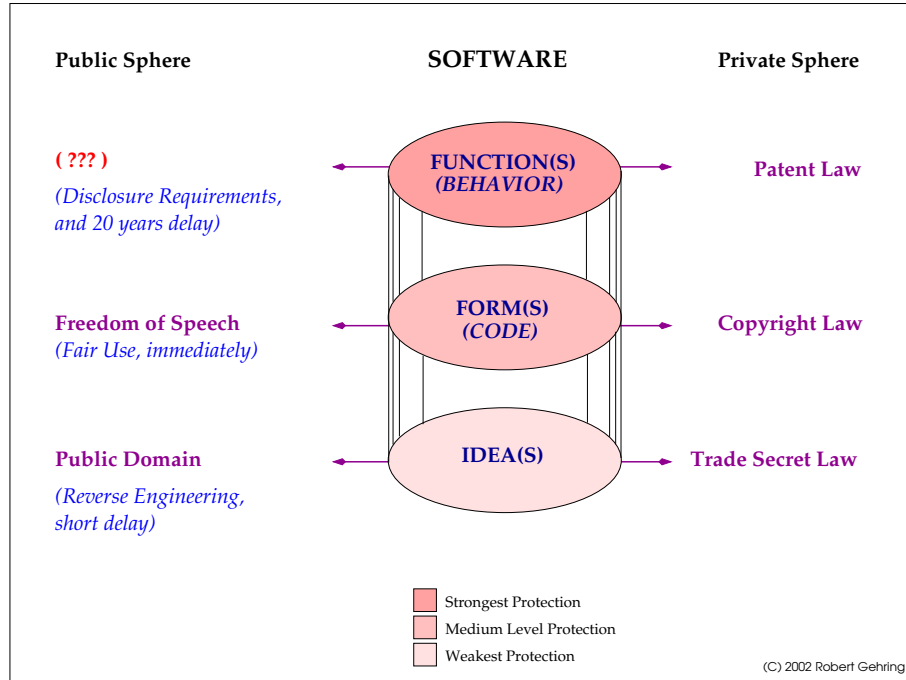 Public Sphere
SOFTWARE
Private Sphere
( ??? )
(Disclosure Requirements,
and 20 years delay)
FUNCTION(S)
(BEHAVIOR)
Patent Law
Freedom of Speech
(Fair Use, immediately)
FORM(S)
(CODE)
Copyright Law
Public Domain
(Reverse Engineering,
short delay)
IDEA(S)
Trade Secret Law
Strongest Protection
Medium Level Protection
Weakest Protection
(C) 2002 Robert Gehring